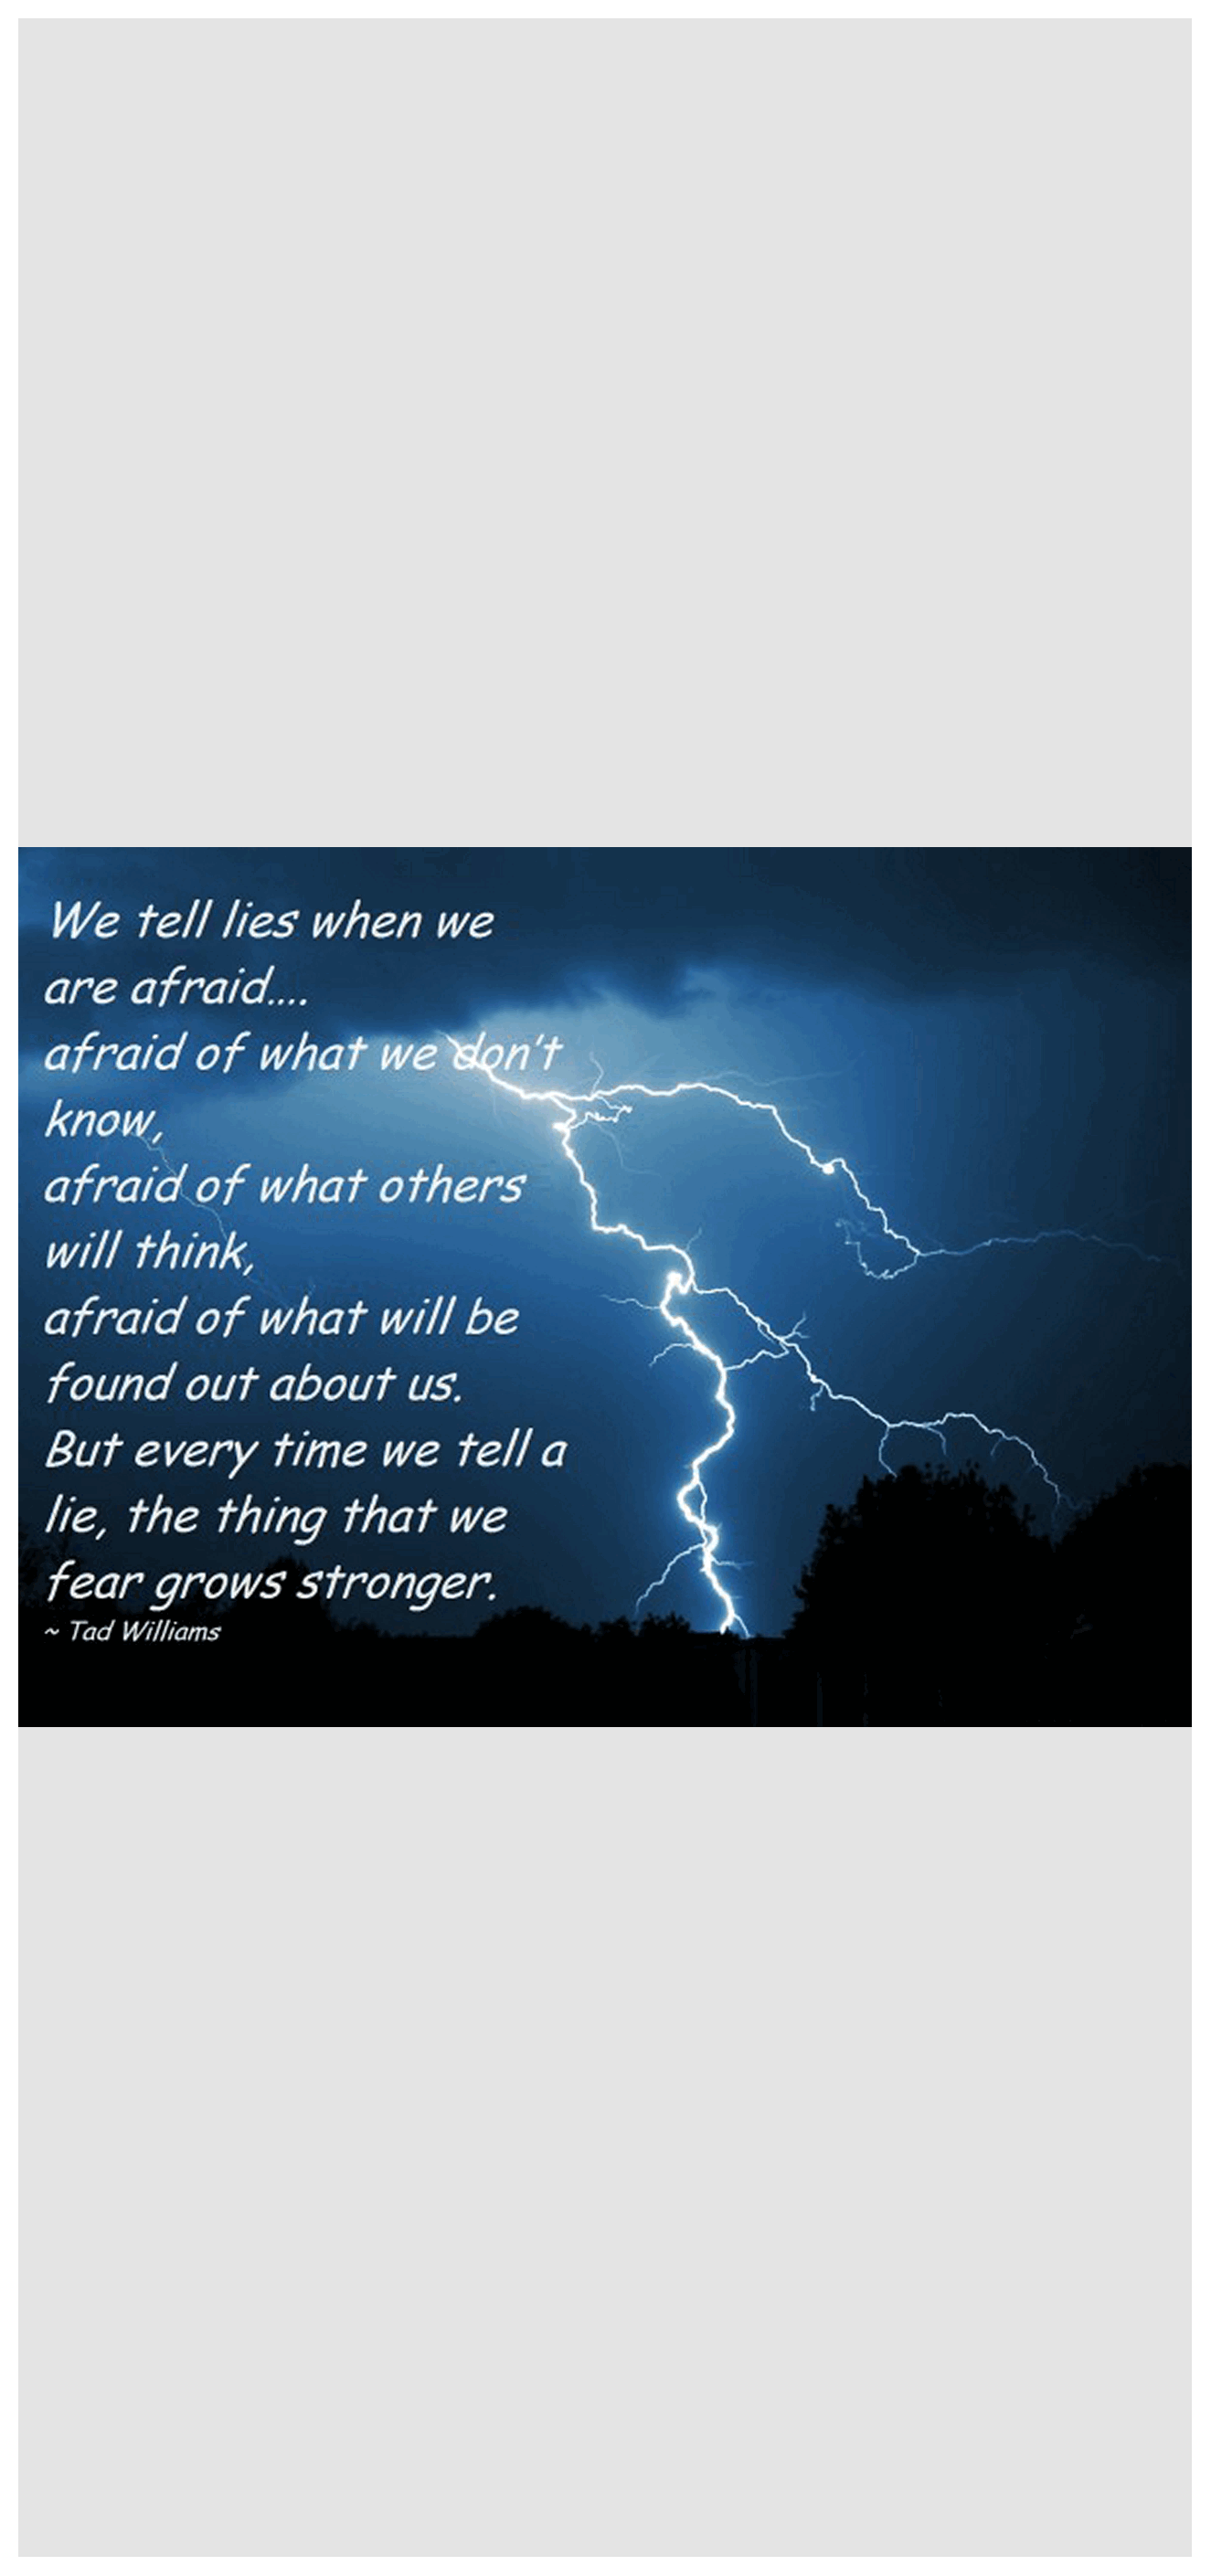 We tell lies when we
are afraid....
afraid of what we don't
know,
afraid of what others
will think,
afraid of what will be
found out about us.
But every time we tell a
lie, the thing that we
fear grows stronger.
~ Tad Williams